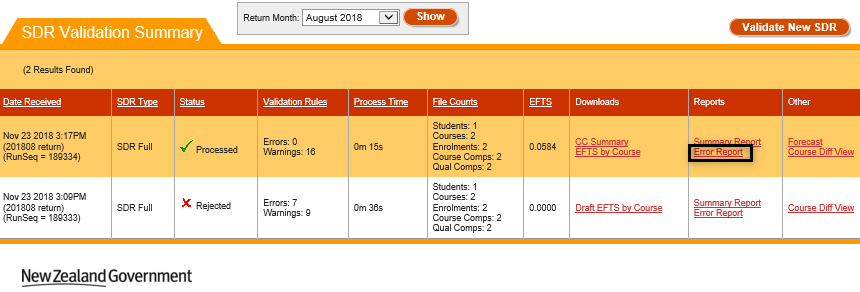 Return Month: August 2018 Show
SDR Validation Summary
Validate New SDR
(2 Results Found)
Date Received SDR Type Status Validation Rules Process Time File Counts EFTS Downloads Reports Other
Nov 23 2018 3:17PM
(201808 return)
(RunSeq = 189334)
SDR Full
Processed
Errors: 0
Warnings: 16
0m 15s
Students: 1
Courses: 2
Enrolments: 2
Course Comps: 2
Qual Comps: 2
0.0584
CC Summary
EFTS by Course
Summary Report
Error Report
Forecast
Course Diff View
Nov 23 2018 3:09PM
(201808 return)
(RunSeq = 189333)
SDR Full
Rejected
Errors: 7
Warnings: 9
0m 36s
Students: 1
Courses: 2
Enrolments: 2
Course Comps: 2
Qual Comps: 2
0.0000
Draft EFTS by Course
Summary Report
Error Report
Course Diff View
New Zealand Government